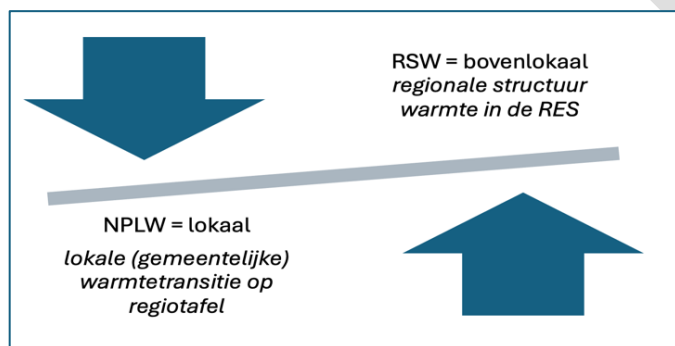 RSW = bovenlokaal
regionale structuur
warmte in de RES
NPLW = lokaal
lokale (gemeentelijke)
warmtetransitie op
regiotafel